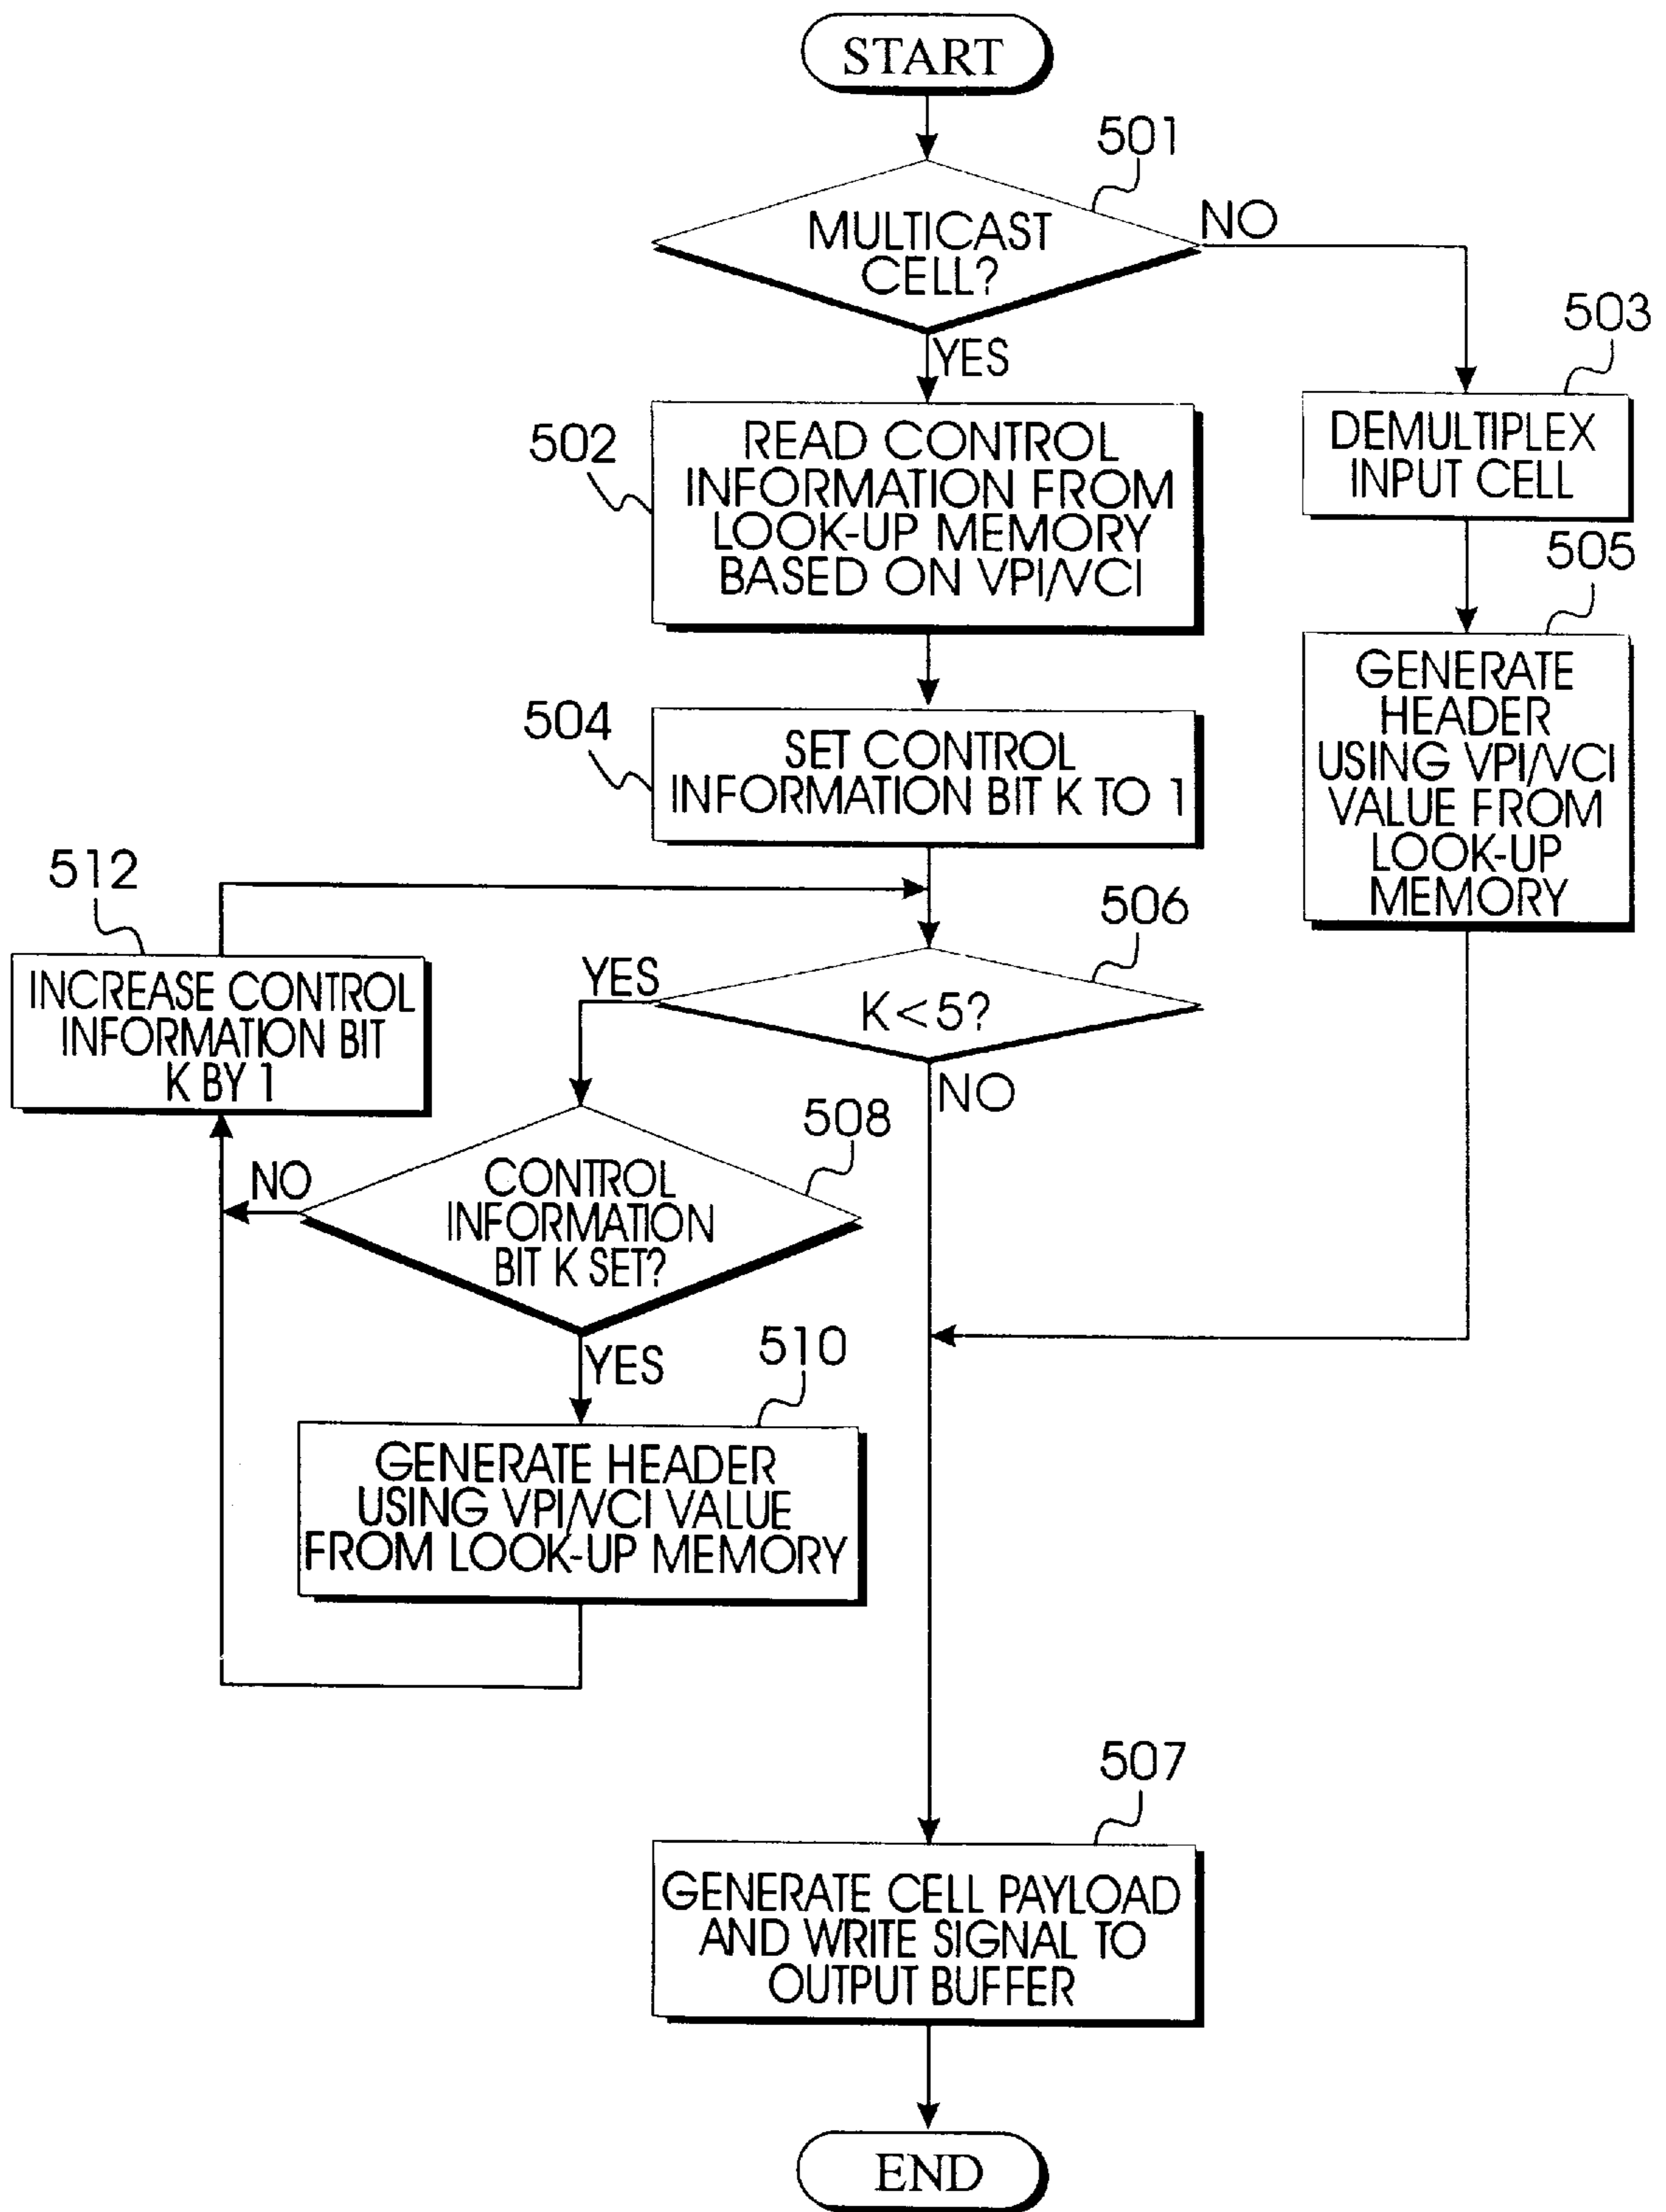 START
501
MULTICAST
CELL?
NO
YES
503
DEMULTIPLEX
INPUT CELL
502
READ CONTROL
INFORMATION FROM
LOOK-UP MEMORY
BASED ON VPI/VCI
505
GENERATE
HEADER
USING VPI/VCI
VALUE FROM
LOOK-UP
MEMORY
504
SET CONTROL
INFORMATION BIT K TO 1
512
INCREASE CONTROL
INFORMATION BIT
K BY 1
506
YES
K<5?
NO
508
NO
CONTROL
INFORMATION
BIT K SET?
YES
510
GENERATE HEADER
USING VPI/VCI VALUE
FROM LOOK-UP MEMORY
507
GENERATE CELL PAYLOAD
AND WRITE SIGNAL TO
OUTPUT BUFFER
END